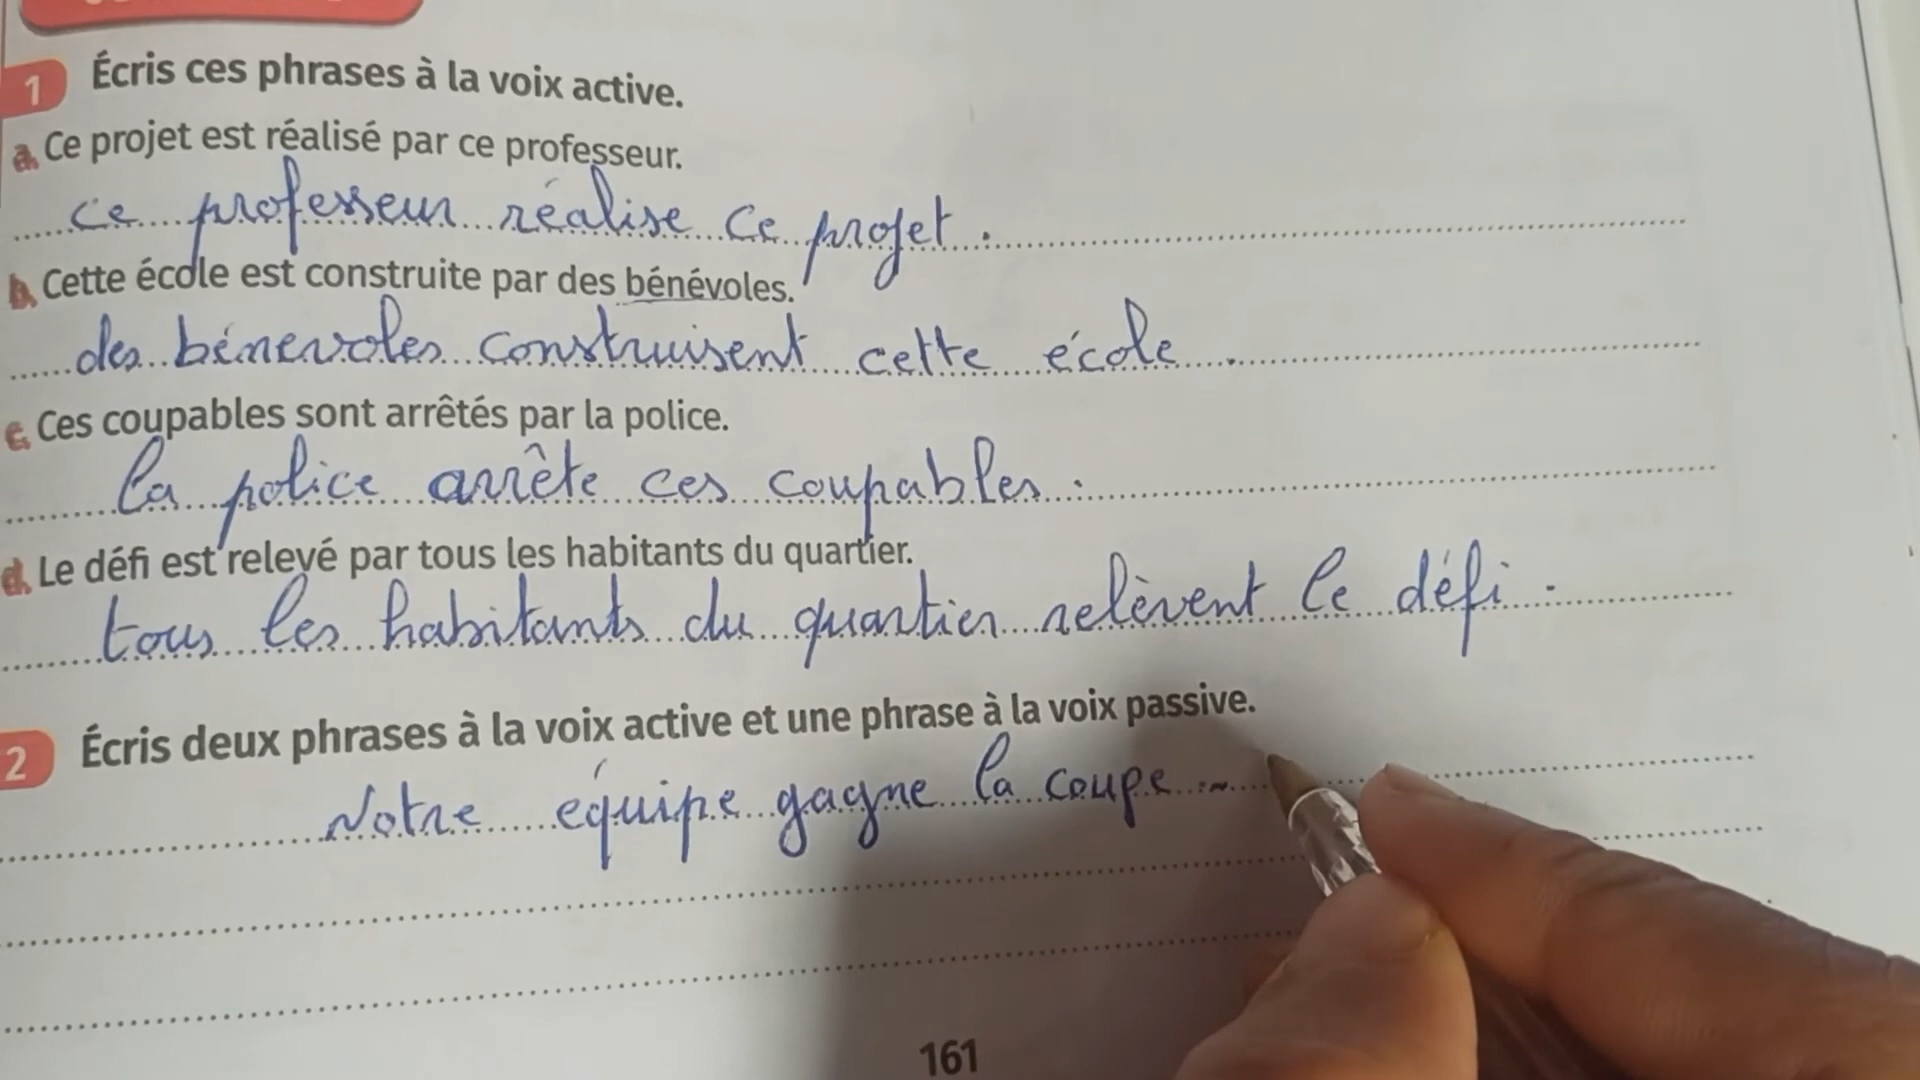 1 Écris ces phrases à la voix active.
a. Ce projet est réalisé par ce professeur.
ce professeur réalise ce projet.
b. Cette école est construite par des bénévoles.
des bénevoles construisent cette école.
c. Ces coupables sont arrêtés par la police.
la police arrête ces coupables.
d. Le défi est relevé par tous les habitants du quartier.
tous les habitants du quartier relèvent le défi.
2 Écris deux phrases à la voix active et une phrase à la voix passive.
Notre équipe gagne la coupe
161